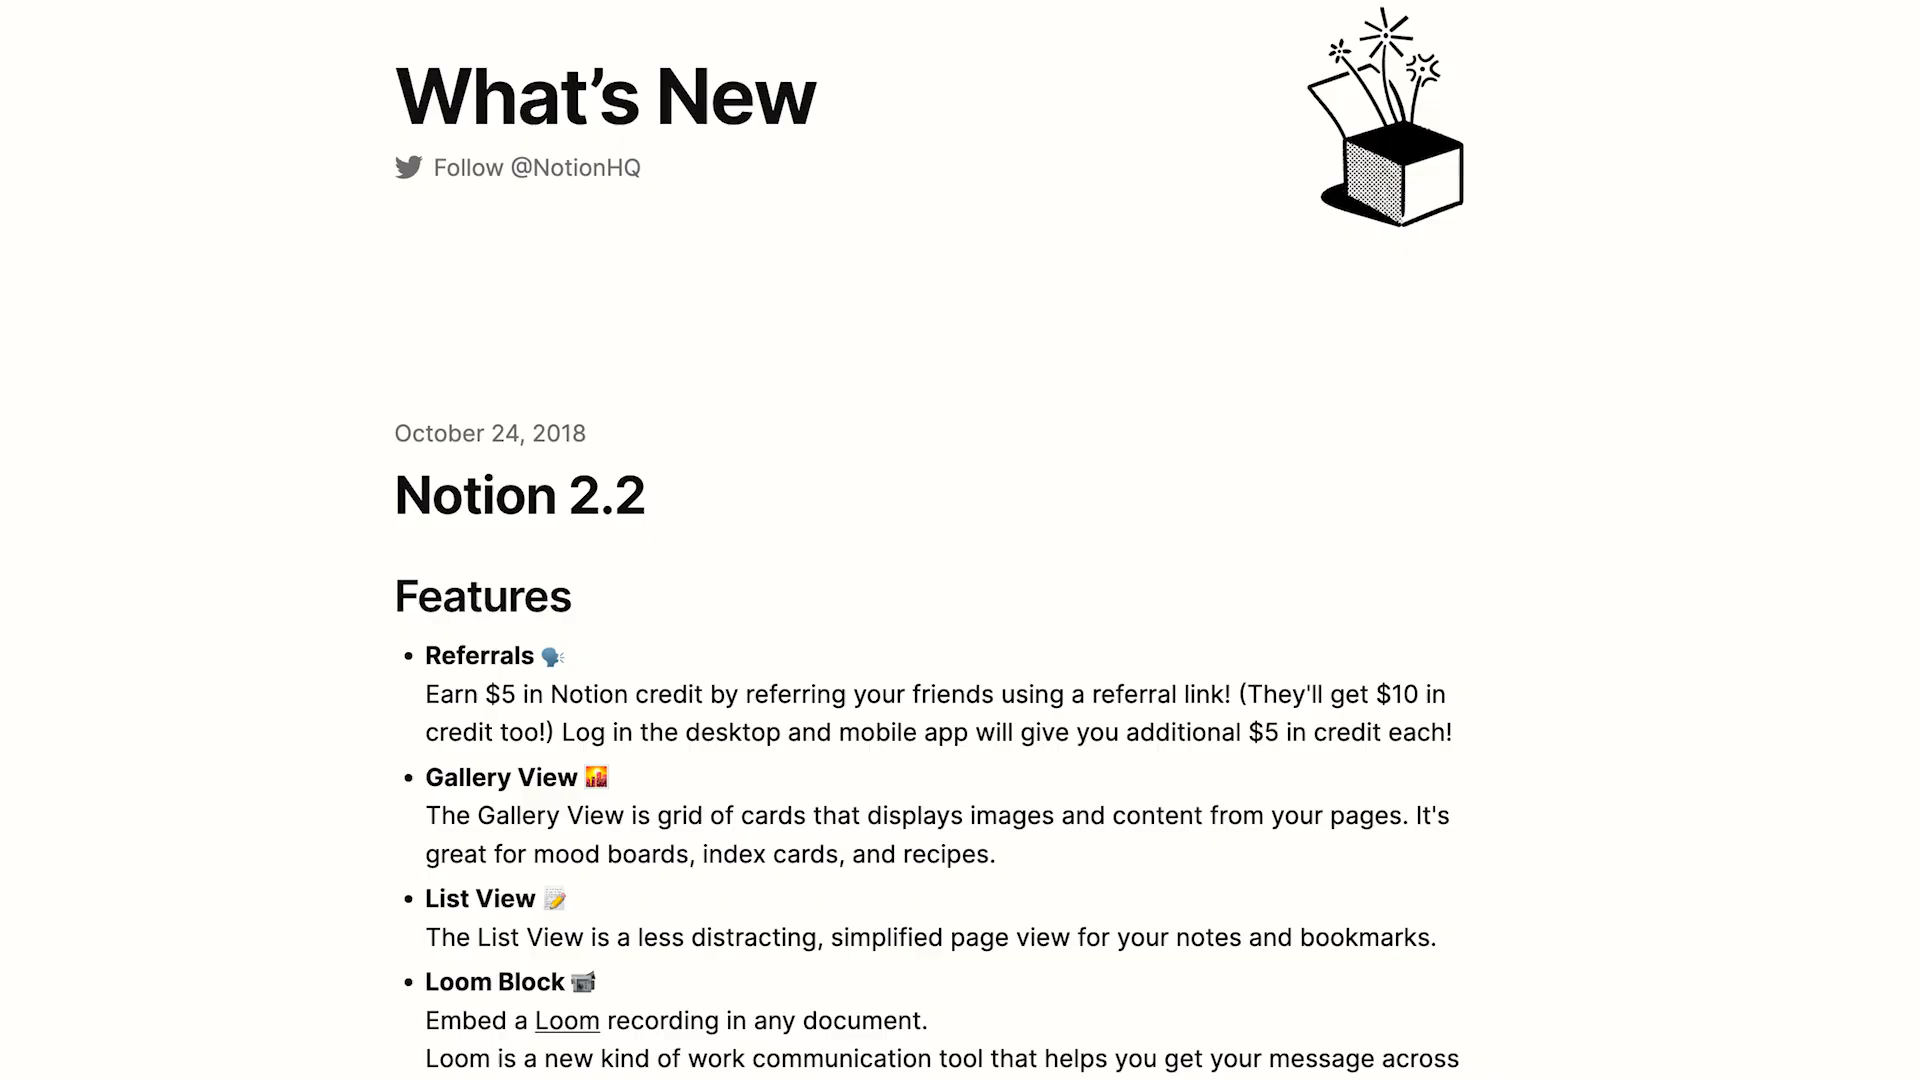 What’s New
Follow @NotionHQ
October 24, 2018
Notion 2.2
Features
• Referrals 🗣️
Earn $5 in Notion credit by referring your friends using a referral link! (They'll get $10 in
credit too!) Log in the desktop and mobile app will give you additional $5 in credit each!
• Gallery View 🌇
The Gallery View is grid of cards that displays images and content from your pages. It's
great for mood boards, index cards, and recipes.
• List View 📝
The List View is a less distracting, simplified page view for your notes and bookmarks.
• Loom Block 📹
Embed a Loom recording in any document.
Loom is a new kind of work communication tool that helps you get your message across